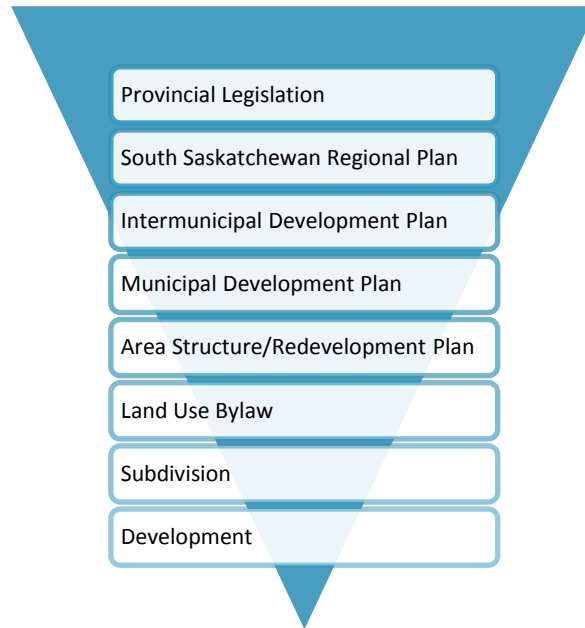 Provincial Legislation
South Saskatchewan Regional Plan
Intermunicipal Development Plan
Municipal Development Plan
Area Structure/Redevelopment Plan
Land Use Bylaw
Subdivision
Development